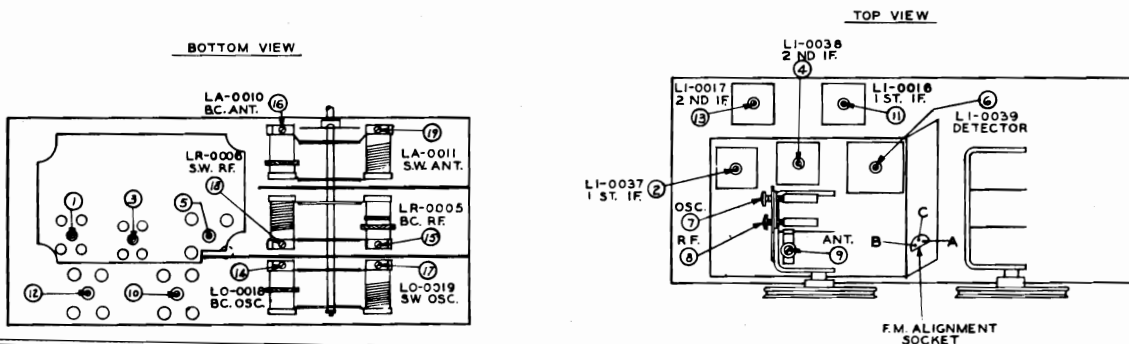 BOTTOM VIEW
LA-0010
BC. ANT.
16
19
LA-0011
S.W. ANT.
LR-0006
S.W. RF.
18
1
3
5
LR-0005
BC. RF.
15
14
17
LO-0018
BC. OSC.
LO-0019
SW OSC.
12
10
TOP VIEW
LI-0038
2 ND IF.
4
LI-0017
2 ND IF.
13
LI-0016
1 ST. IF.
11
6
LI-0039
DETECTOR
LI-0037
1 ST. IF.
2
OSC.
7
R F.
8
ANT.
9
C
B
A
F.M. ALIGNMENT
SOCKET